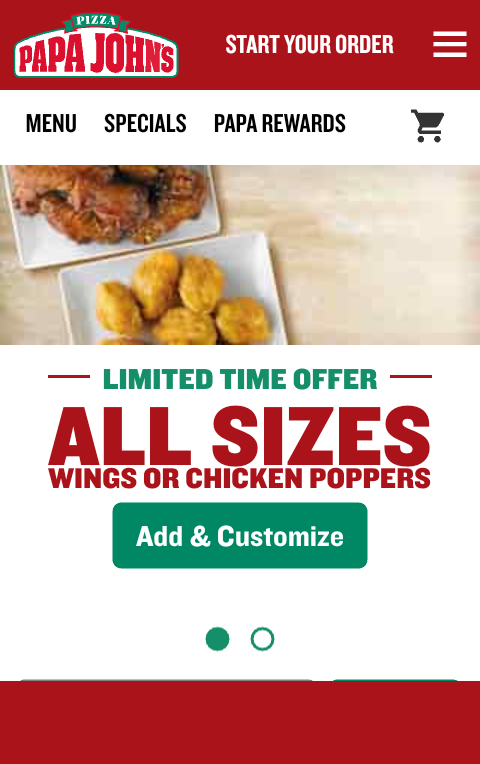 PIZZA
PAPA JOHN'S
START YOUR ORDER
MENU SPECIALS PAPA REWARDS
LIMITED TIME OFFER
ALL SIZES
WINGS OR CHICKEN POPPERS
Add & Customize